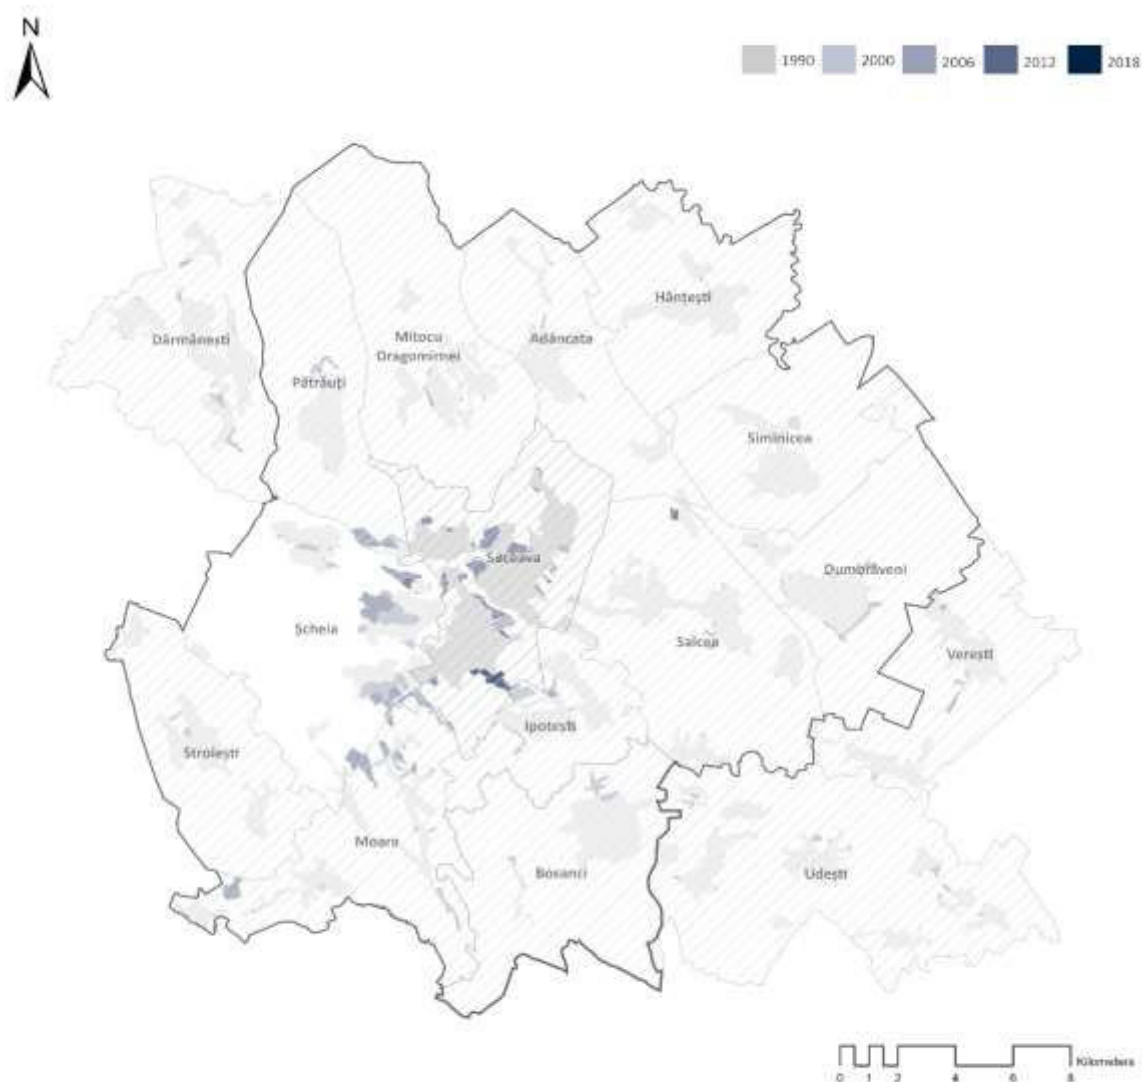 N
1990 2000 2006 2012 2018
Hănțești
Dărmănești
Mitocu
Dragomirnei
Adâncata
Pătrăuți
Siminicea
Suceava
Dumbrăveni
Șcheia
Salcea
Verești
Ipotești
Stroiești
Moara
Bosanci
Udești
Kilometers
0 1 2 4 6 8